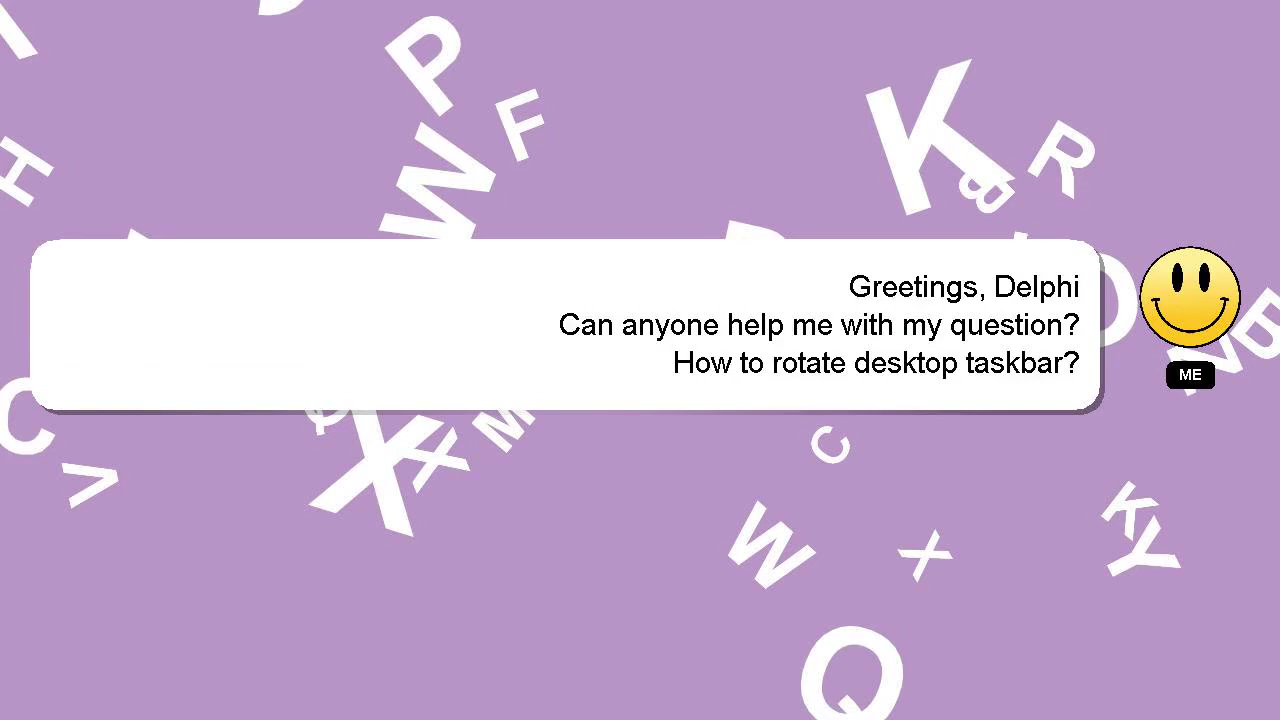 Greetings, Delphi
Can anyone help me with my question?
How to rotate desktop taskbar?
ME